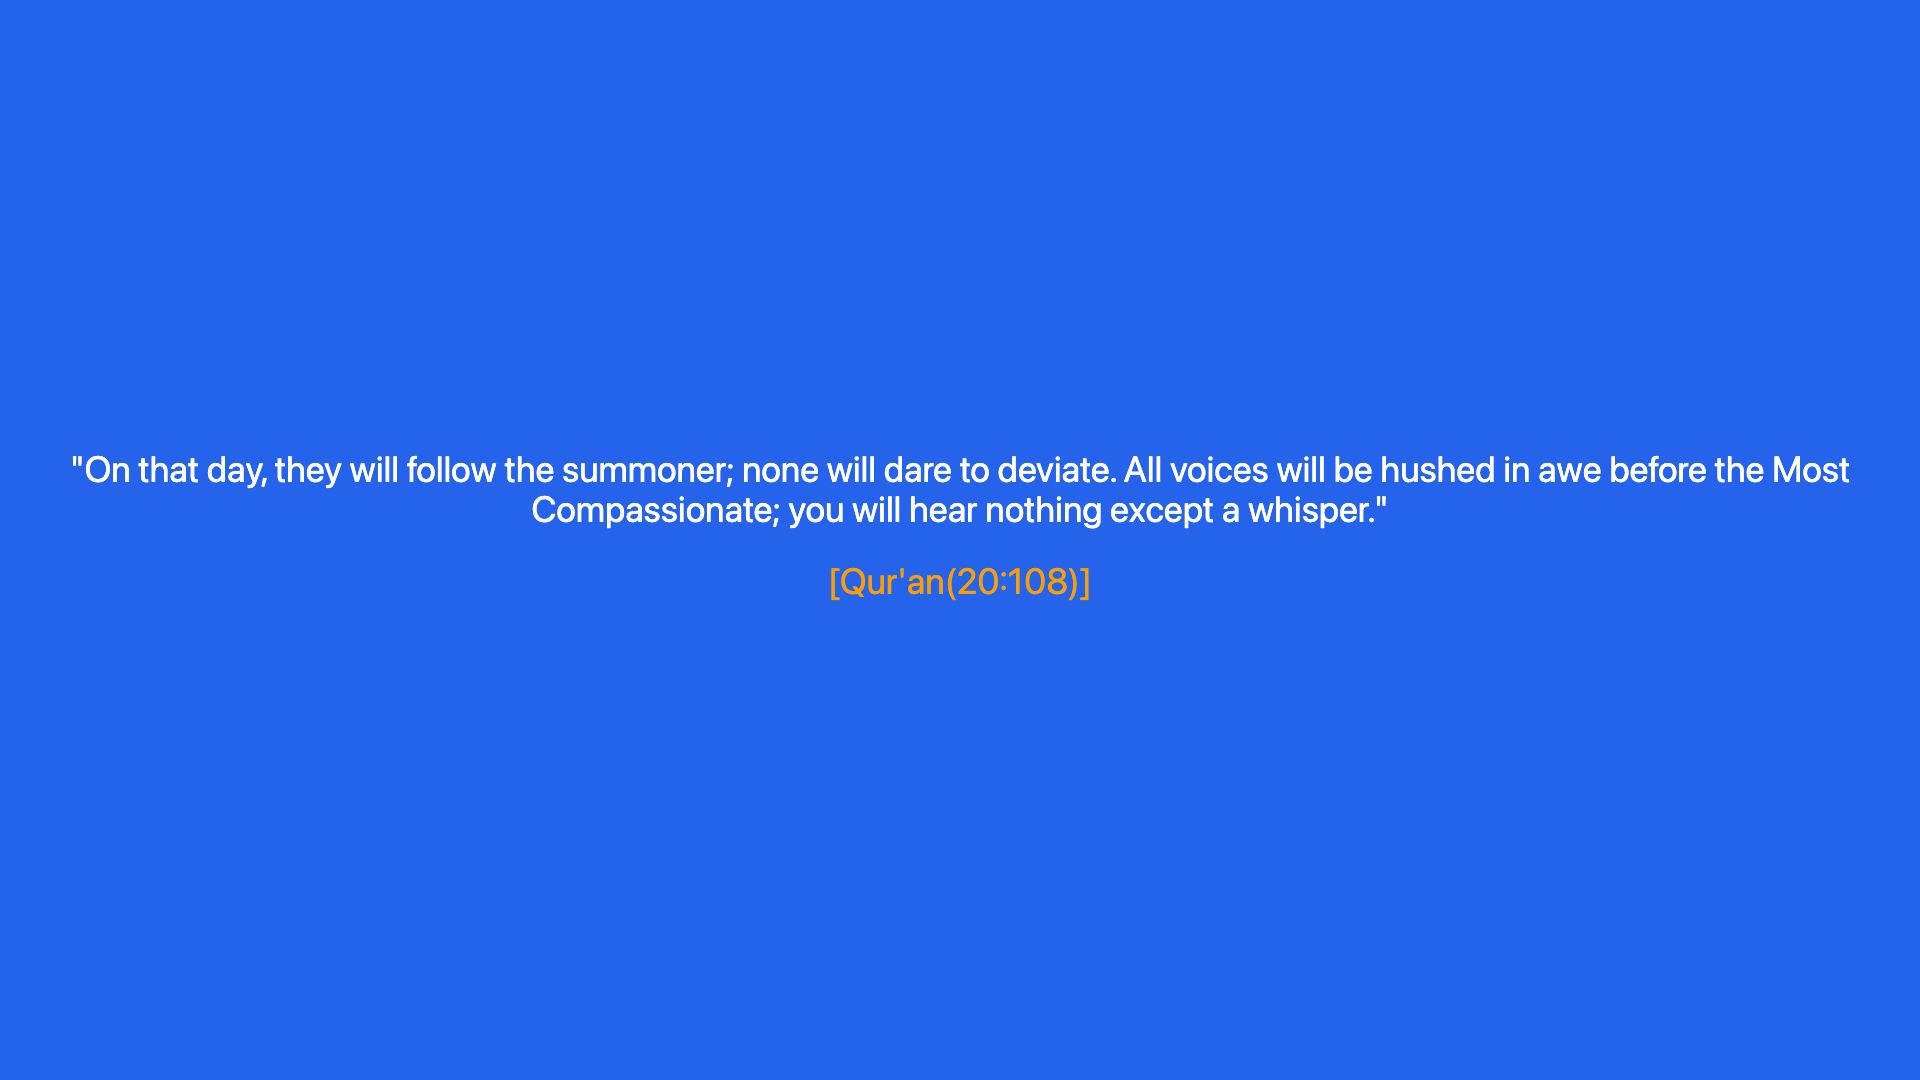 "On that day, they will follow the summoner; none will dare to deviate. All voices will be hushed in awe before the Most
Compassionate; you will hear nothing except a whisper."
[Qur'an(20:108)]